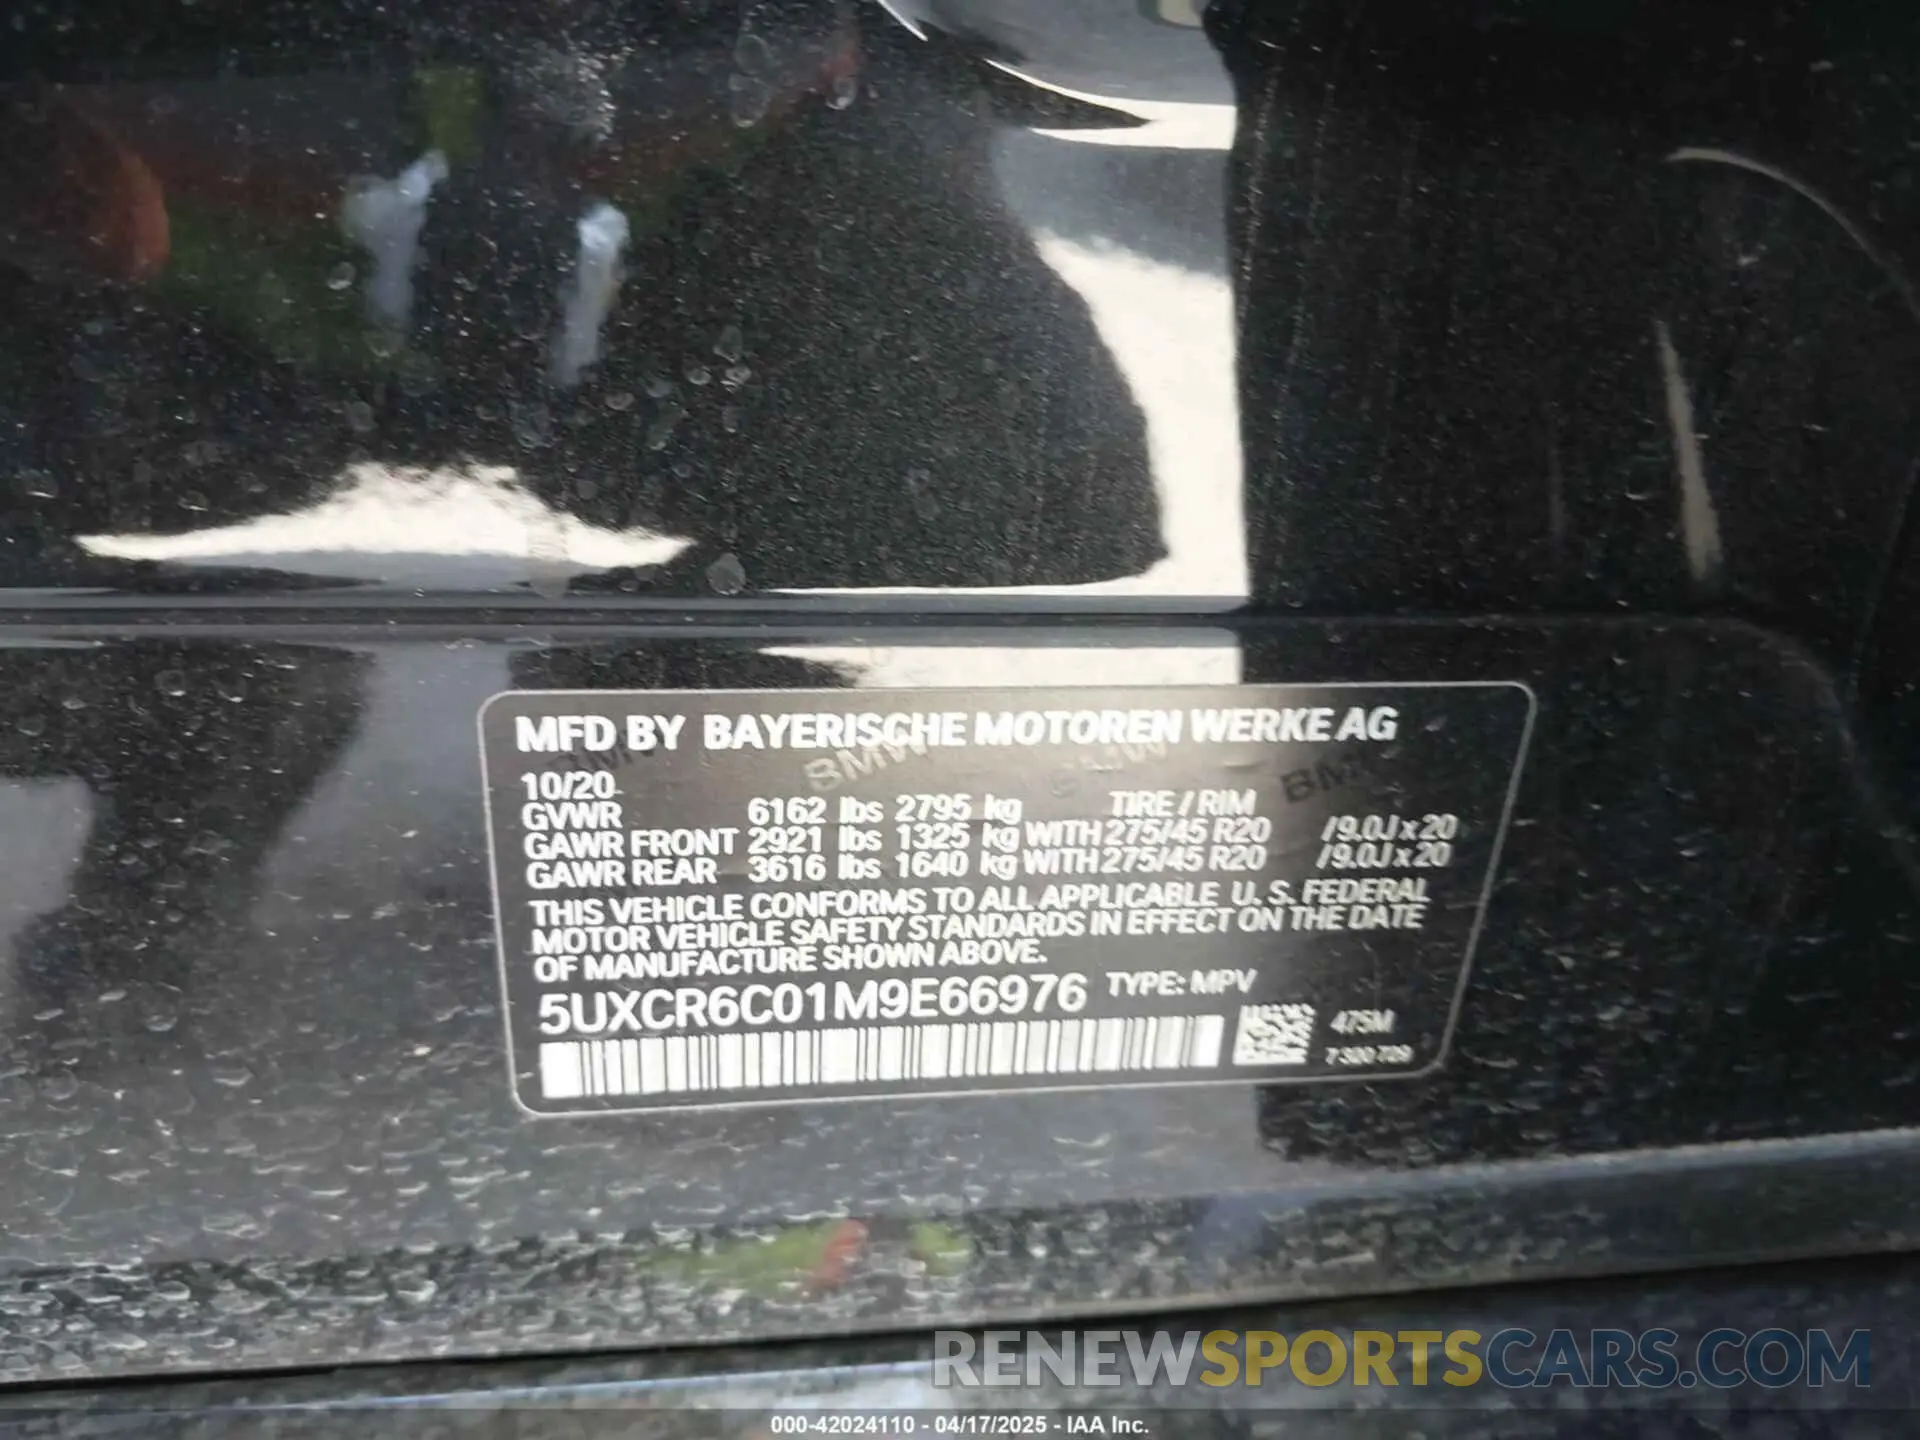 MFD BY BAYERISCHE MOTOREN WERKE AG
10/20
GVWR 6162 lbs 2795 kg TIRE / RIM
GAWR FRONT 2921 lbs 1325 kg WITH 275/45 R20 /9.0J x 20
GAWR REAR 3616 lbs 1640 kg WITH 275/45 R20 /9.0J x 20
THIS VEHICLE CONFORMS TO ALL APPLICABLE U.S. FEDERAL
MOTOR VEHICLE SAFETY STANDARDS IN EFFECT ON THE DATE
OF MANUFACTURE SHOWN ABOVE.
5UXCR6C01M9E66976 TYPE: MPV
475M
7 300 709
RENEWSPORTSCARS.COM
000-42024110 - 04/17/2025 - IAA Inc.